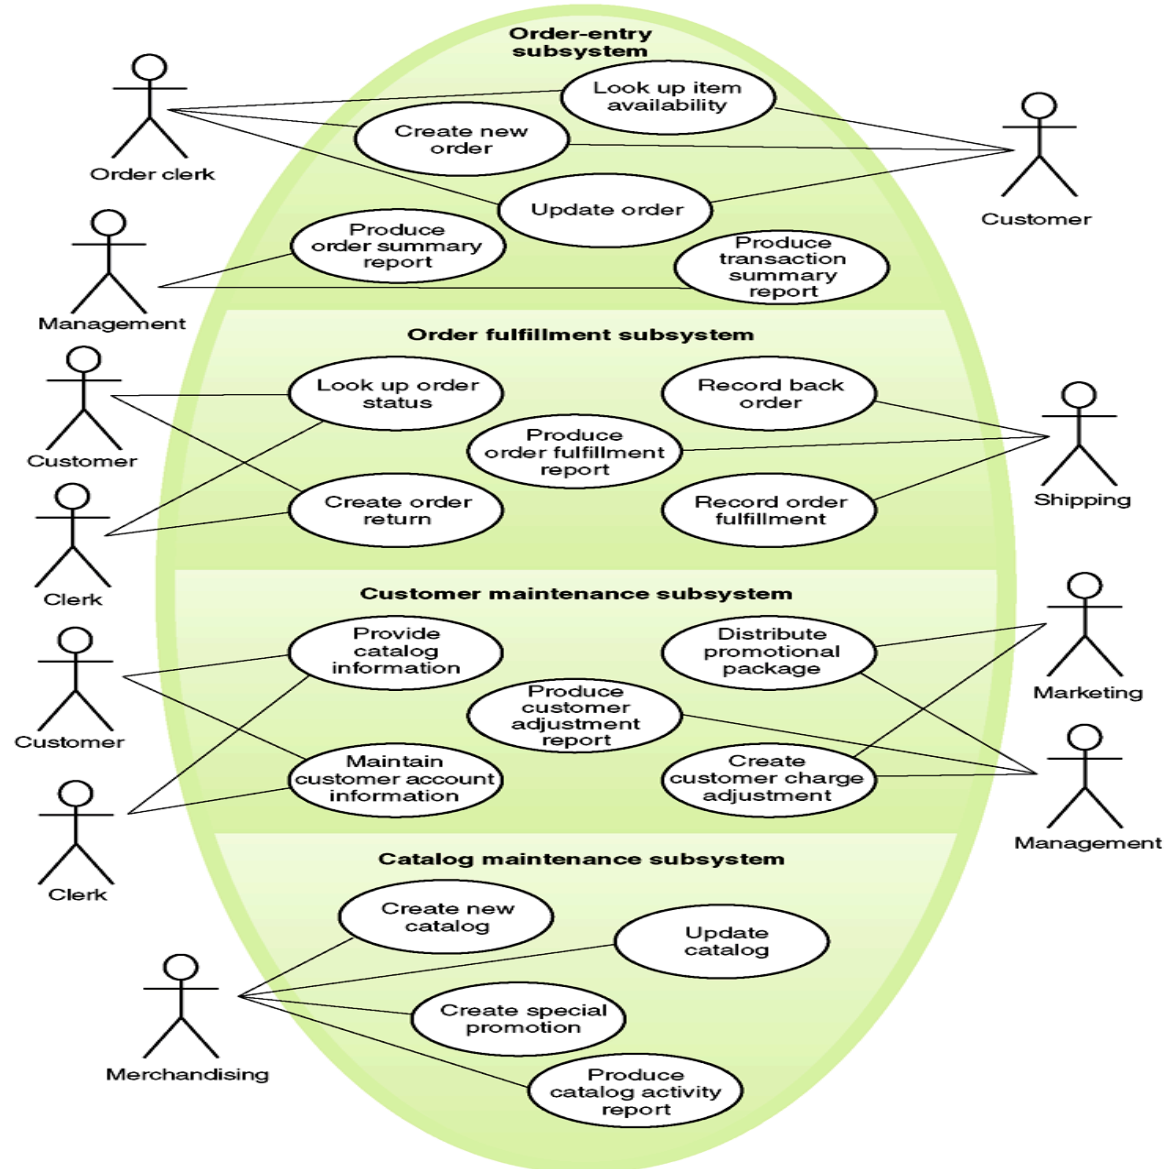 Order-entry
subsystem
Look up item
availability
Create new
order
Order clerk
Update order
Customer
Produce
order summary
report
Produce
transaction
summary
report
Management
Order fulfillment subsystem
Look up order
status
Record back
order
Produce
order fulfillment
report
Customer
Create order
return
Record order
fulfillment
Shipping
Clerk
Customer maintenance subsystem
Provide
catalog
information
Distribute
promotional
package
Marketing
Produce
customer
adjustment
report
Customer
Maintain
customer account
information
Create
customer charge
adjustment
Management
Clerk
Catalog maintenance subsystem
Create new
catalog
Update
catalog
Create special
promotion
Merchandising
Produce
catalog activity
report